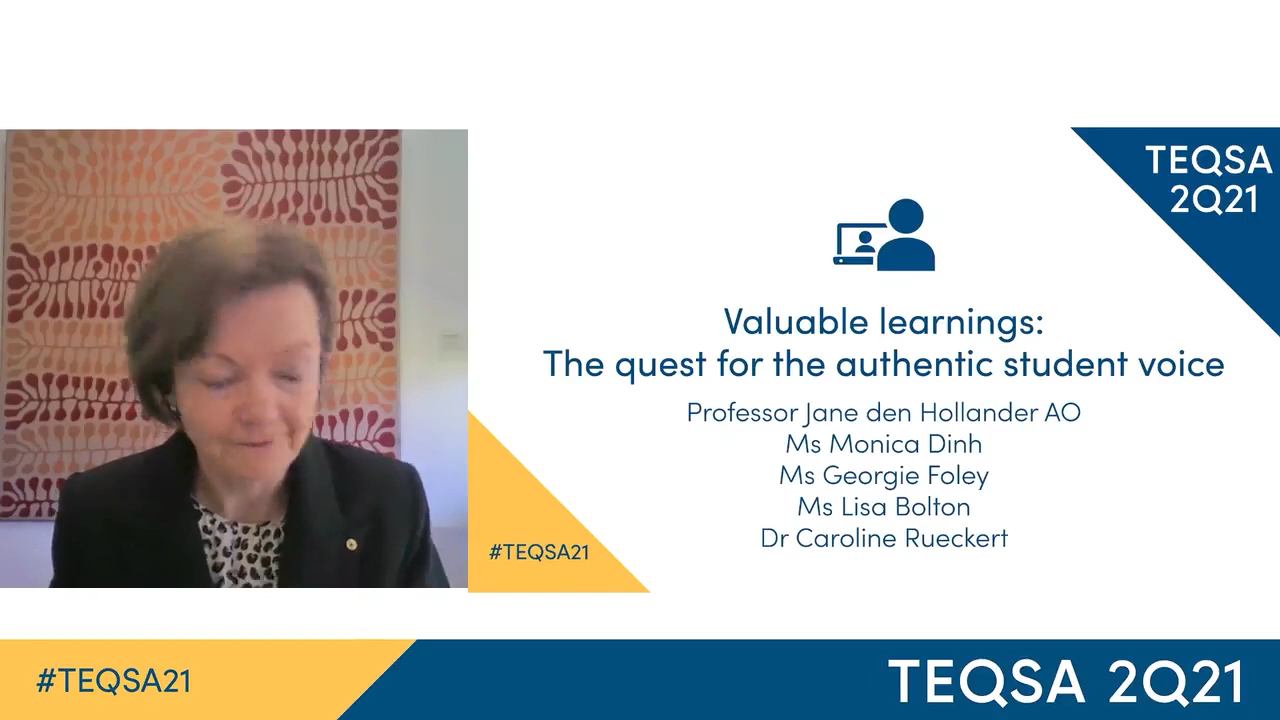 TEQSA
2Q21
Valuable learnings:
The quest for the authentic student voice
Professor Jane den Hollander AO
Ms Monica Dinh
Ms Georgie Foley
Ms Lisa Bolton
Dr Caroline Rueckert
#TEQSA21
#TEQSA21
TEQSA 2Q21